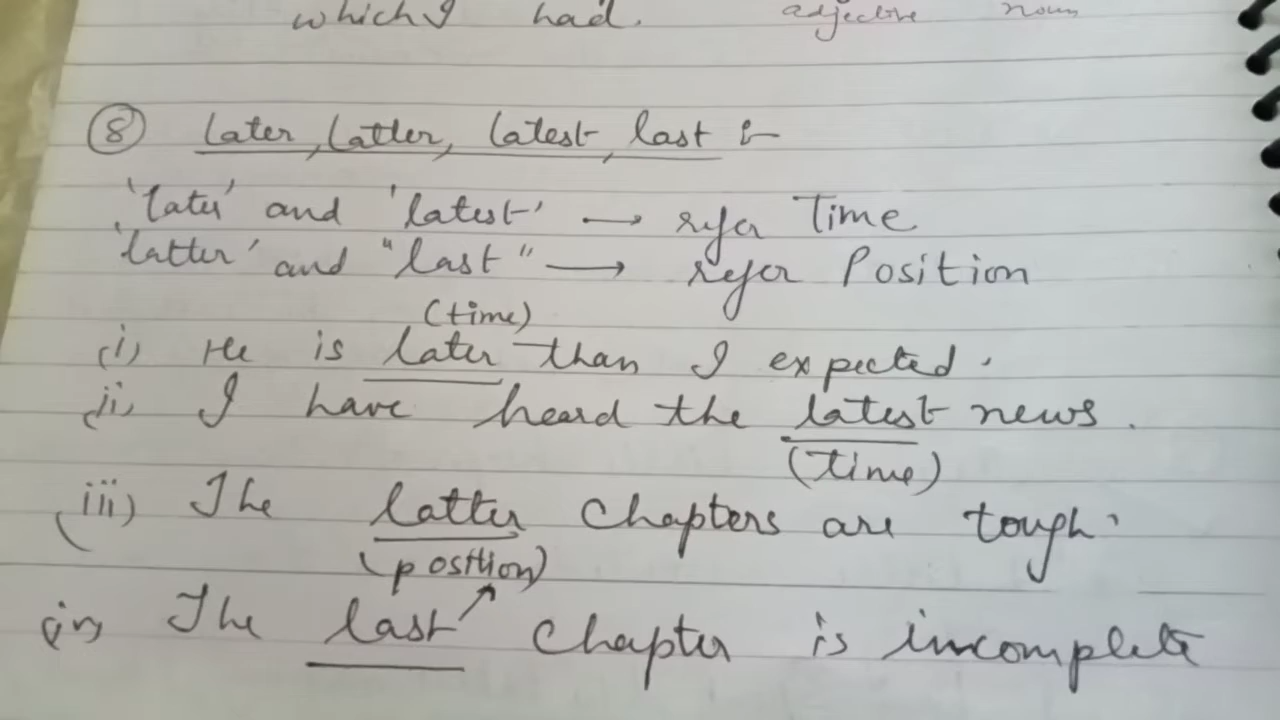 which I had. adjective noun
⑧ Later, Latter, latest, last :-
'later' and 'latest' → refer Time
'latter' and "last" → refer Position
(time)
(i) He is later than I expected.
(ii) I have heard the latest news.
(time)
(iii) The latter chapters are tough.
(position)
(iv) The last chapter is incomplete